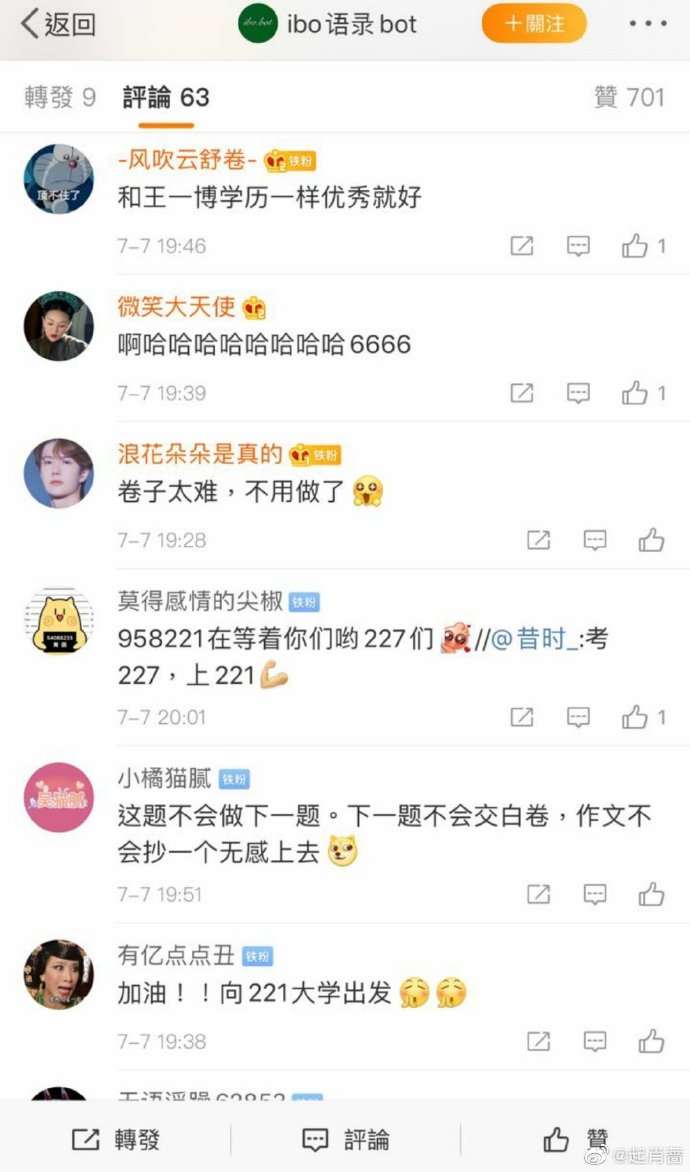 返回
ibo.bot
ibo语录bot
＋關注
轉發 9
評論 63
贊 701
-风吹云舒卷-
铁粉
顶不住了
和王一博学历一样优秀就好
7-7 19:46
1
微笑大天使
啊哈哈哈哈哈哈哈哈6666
7-7 19:39
1
浪花朵朵是真的
铁粉
卷子太难，不用做了
7-7 19:28
莫得感情的尖椒
铁粉
958221在等着你们哟227们//@昔时_:考
227，上221
7-7 20:01
1
小橘猫腻
铁粉
这题不会做下一题。下一题不会交白卷，作文不
会抄一个无感上去
7-7 19:51
有亿点点丑
铁粉
加油！！向221大学出发
7-7 19:38
轉發
評論
贊
@起肖蔷